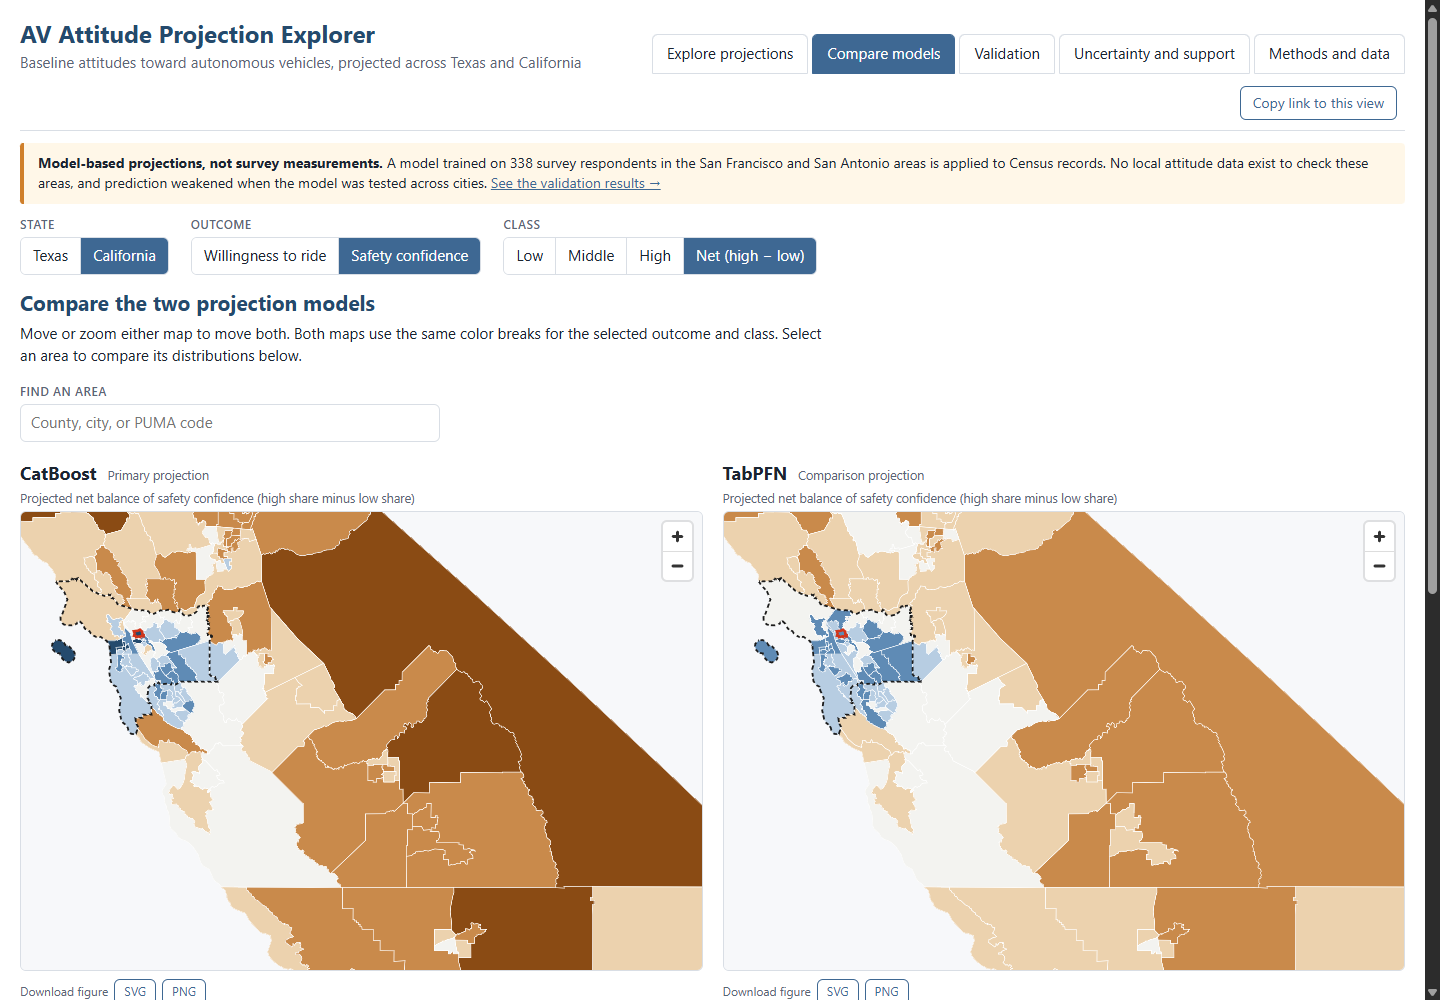 AV Attitude Projection Explorer
Baseline attitudes toward autonomous vehicles, projected across Texas and California
Explore projections
Compare models
Validation
Uncertainty and support
Methods and data
Copy link to this view
Model-based projections, not survey measurements. A model trained on 338 survey respondents in the San Francisco and San Antonio areas is applied to Census records. No local attitude data exist to check these
areas, and prediction weakened when the model was tested across cities. See the validation results →
STATE
Texas
California
OUTCOME
Willingness to ride
Safety confidence
CLASS
Low
Middle
High
Net (high − low)
Compare the two projection models
Move or zoom either map to move both. Both maps use the same color breaks for the selected outcome and class. Select
an area to compare its distributions below.
FIND AN AREA
County, city, or PUMA code
CatBoost Primary projection
Projected net balance of safety confidence (high share minus low share)
+
−
Download figure
SVG
PNG
TabPFN Comparison projection
Projected net balance of safety confidence (high share minus low share)
+
−
Download figure
SVG
PNG